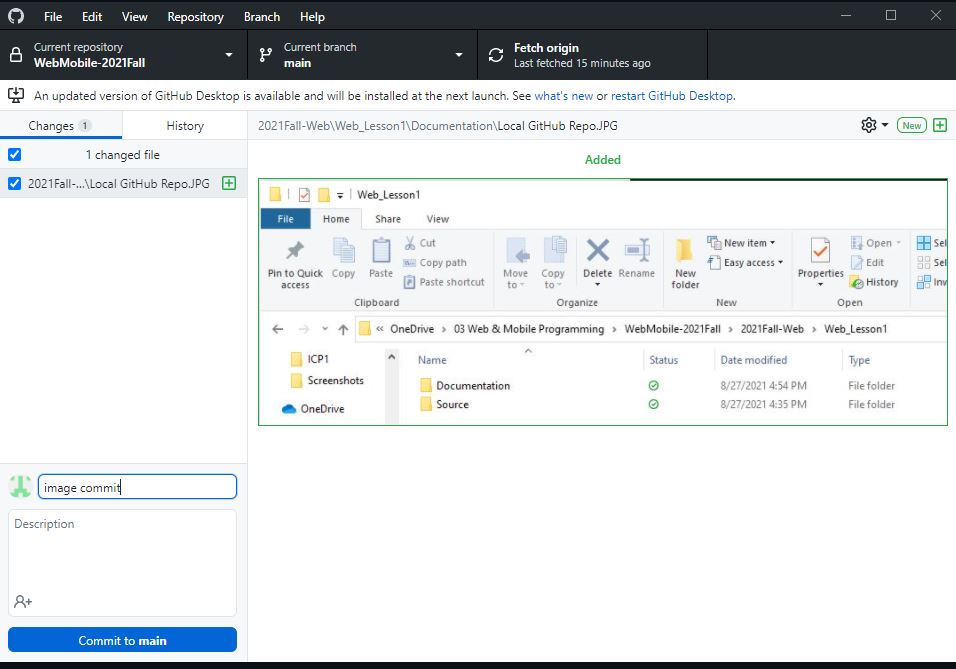 File Edit View Repository Branch Help
Current repository
WebMobile-2021Fall
Current branch
main
Fetch origin
Last fetched 15 minutes ago
An updated version of GitHub Desktop is available and will be installed at the next launch. See what's new or restart GitHub Desktop.
Changes 1 History
2021Fall-Web\Web_Lesson1\Documentation\Local GitHub Repo.JPG
New
1 changed file
2021Fall-...\Local GitHub Repo.JPG
Added
Web_Lesson1
File Home Share View
Pin to Quick access
Copy
Paste
Cut
Copy path
Paste shortcut
Clipboard
Move to
Copy to
Delete
Rename
Organize
New folder
New item
Easy access
New
Properties
Open
Edit
History
Open
Sel
Sel
Inv
« OneDrive > 03 Web & Mobile Programming > WebMobile-2021Fall > 2021Fall-Web > Web_Lesson1
ICP1
Screenshots
OneDrive
Name Status Date modified Type
Documentation 8/27/2021 4:54 PM File folder
Source 8/27/2021 4:35 PM File folder
image commit
Description
Commit to main